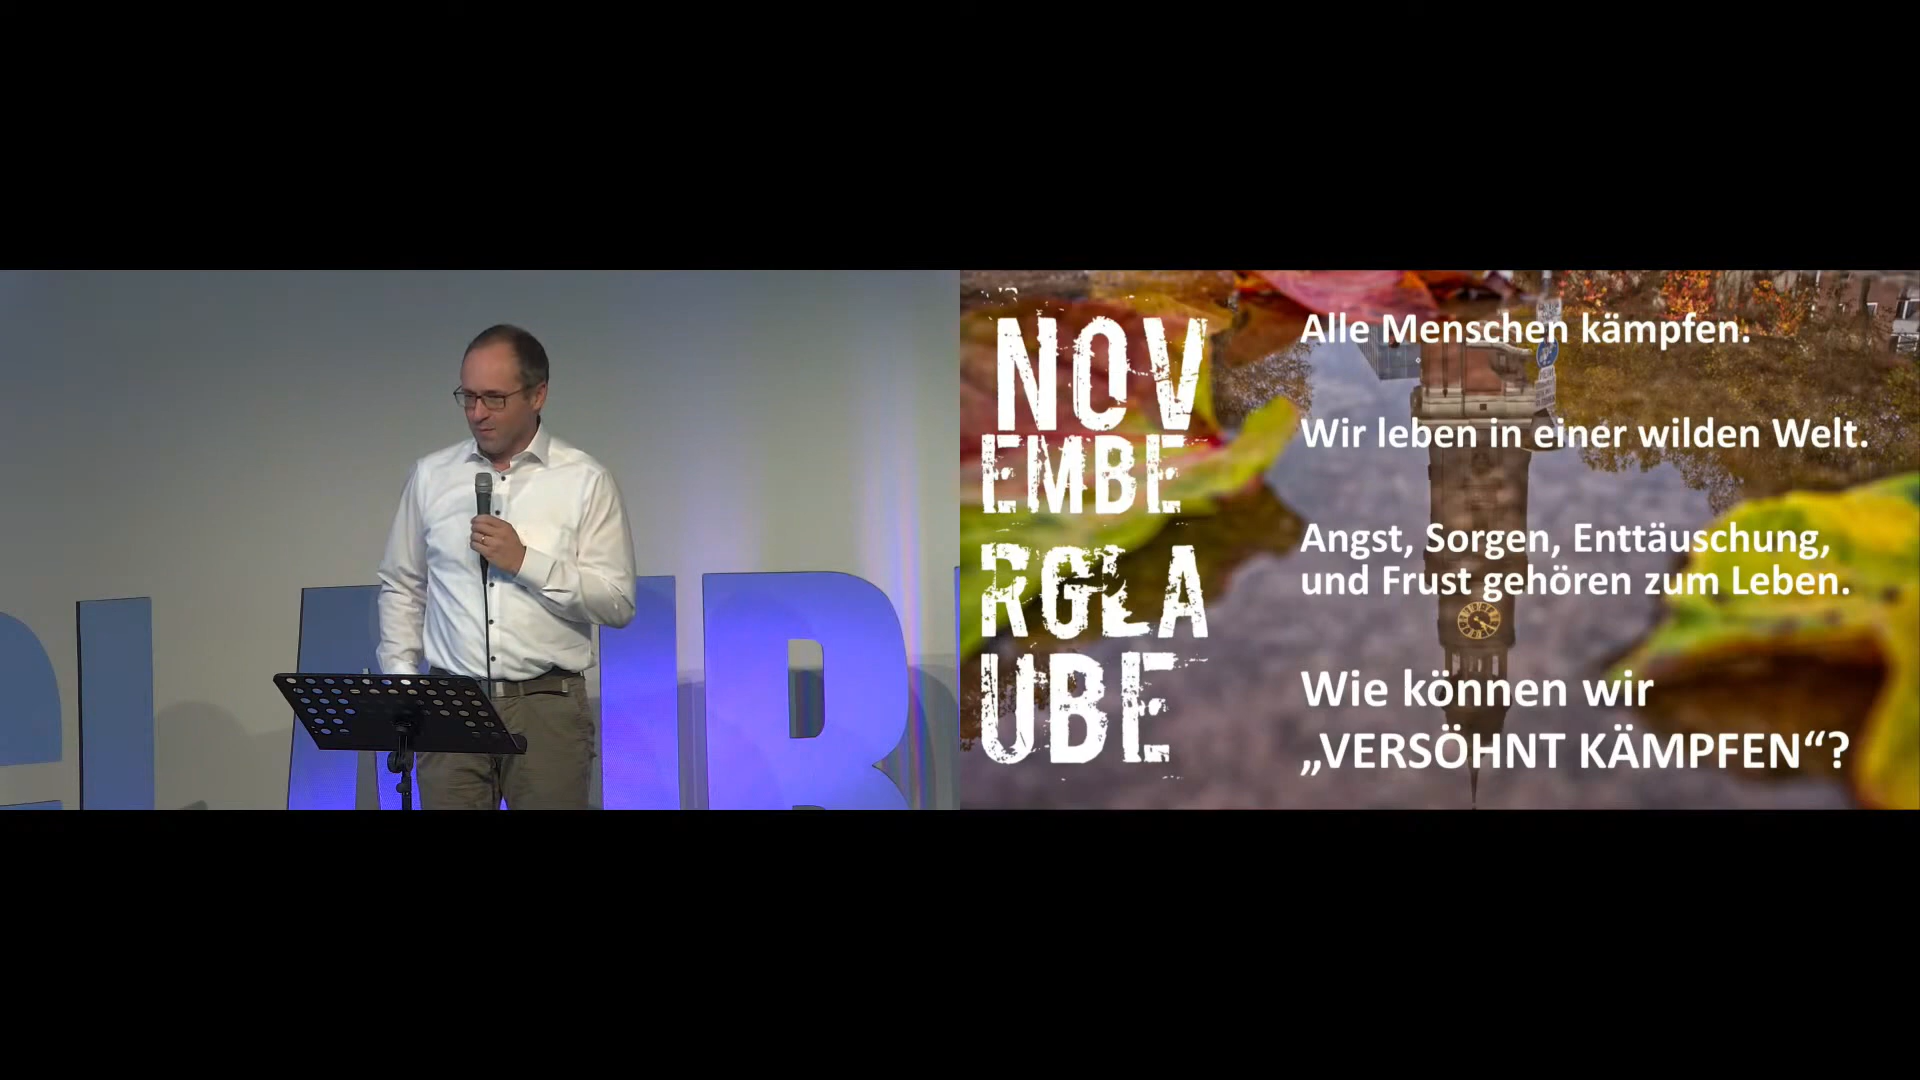 NOV
EMBE
RGLA
UBE
Alle Menschen kämpfen.
Wir leben in einer wilden Welt.
Angst, Sorgen, Enttäuschung,
und Frust gehören zum Leben.
Wie können wir
„VERSÖHNT KÄMPFEN“?